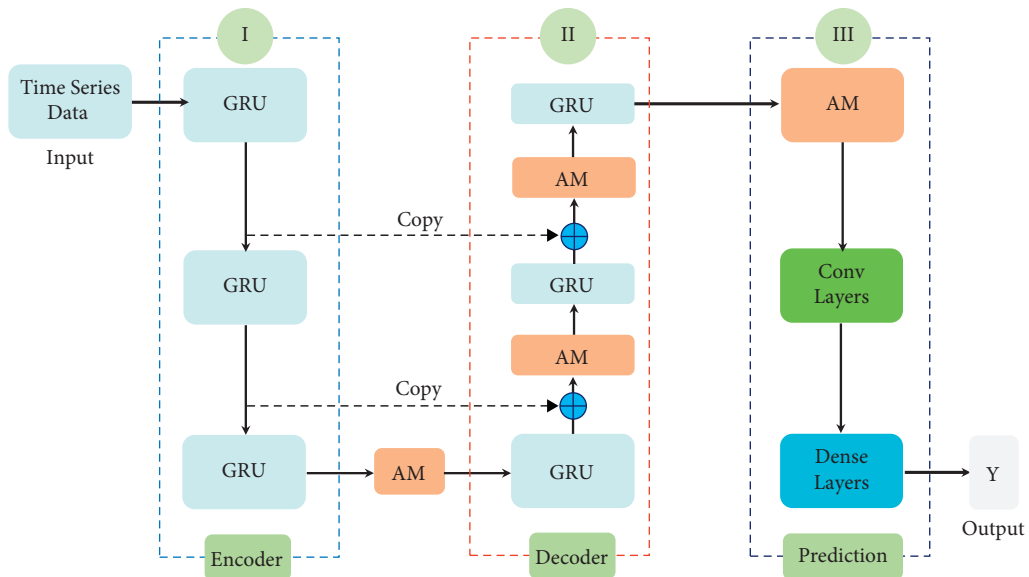 I
II
III
Time Series
Data
Input
GRU
GRU
AM
AM
Copy
GRU
GRU
Conv
Layers
AM
Copy
GRU
AM
GRU
Dense
Layers
Y
Output
Encoder
Decoder
Prediction